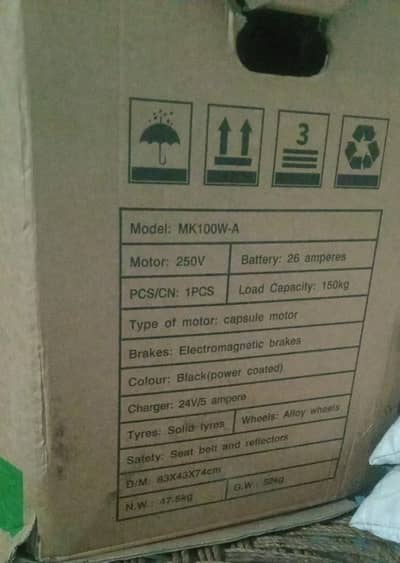 3
Model: MK100W-A
Motor: 250V Battery: 26 amperes
PCS/CN: 1PCS Load Capacity: 150kg
Type of motor: capsule motor
Brakes: Electromagnetic brakes
Colour: Black(power coated)
Charger: 24V/5 ampere
Tyres: Solid tyres Wheels: Alloy wheels
Safety: Seat belt and reflectors
D/M: 83X43X74cm
N.W.: 47.5kg G.W.: 52kg